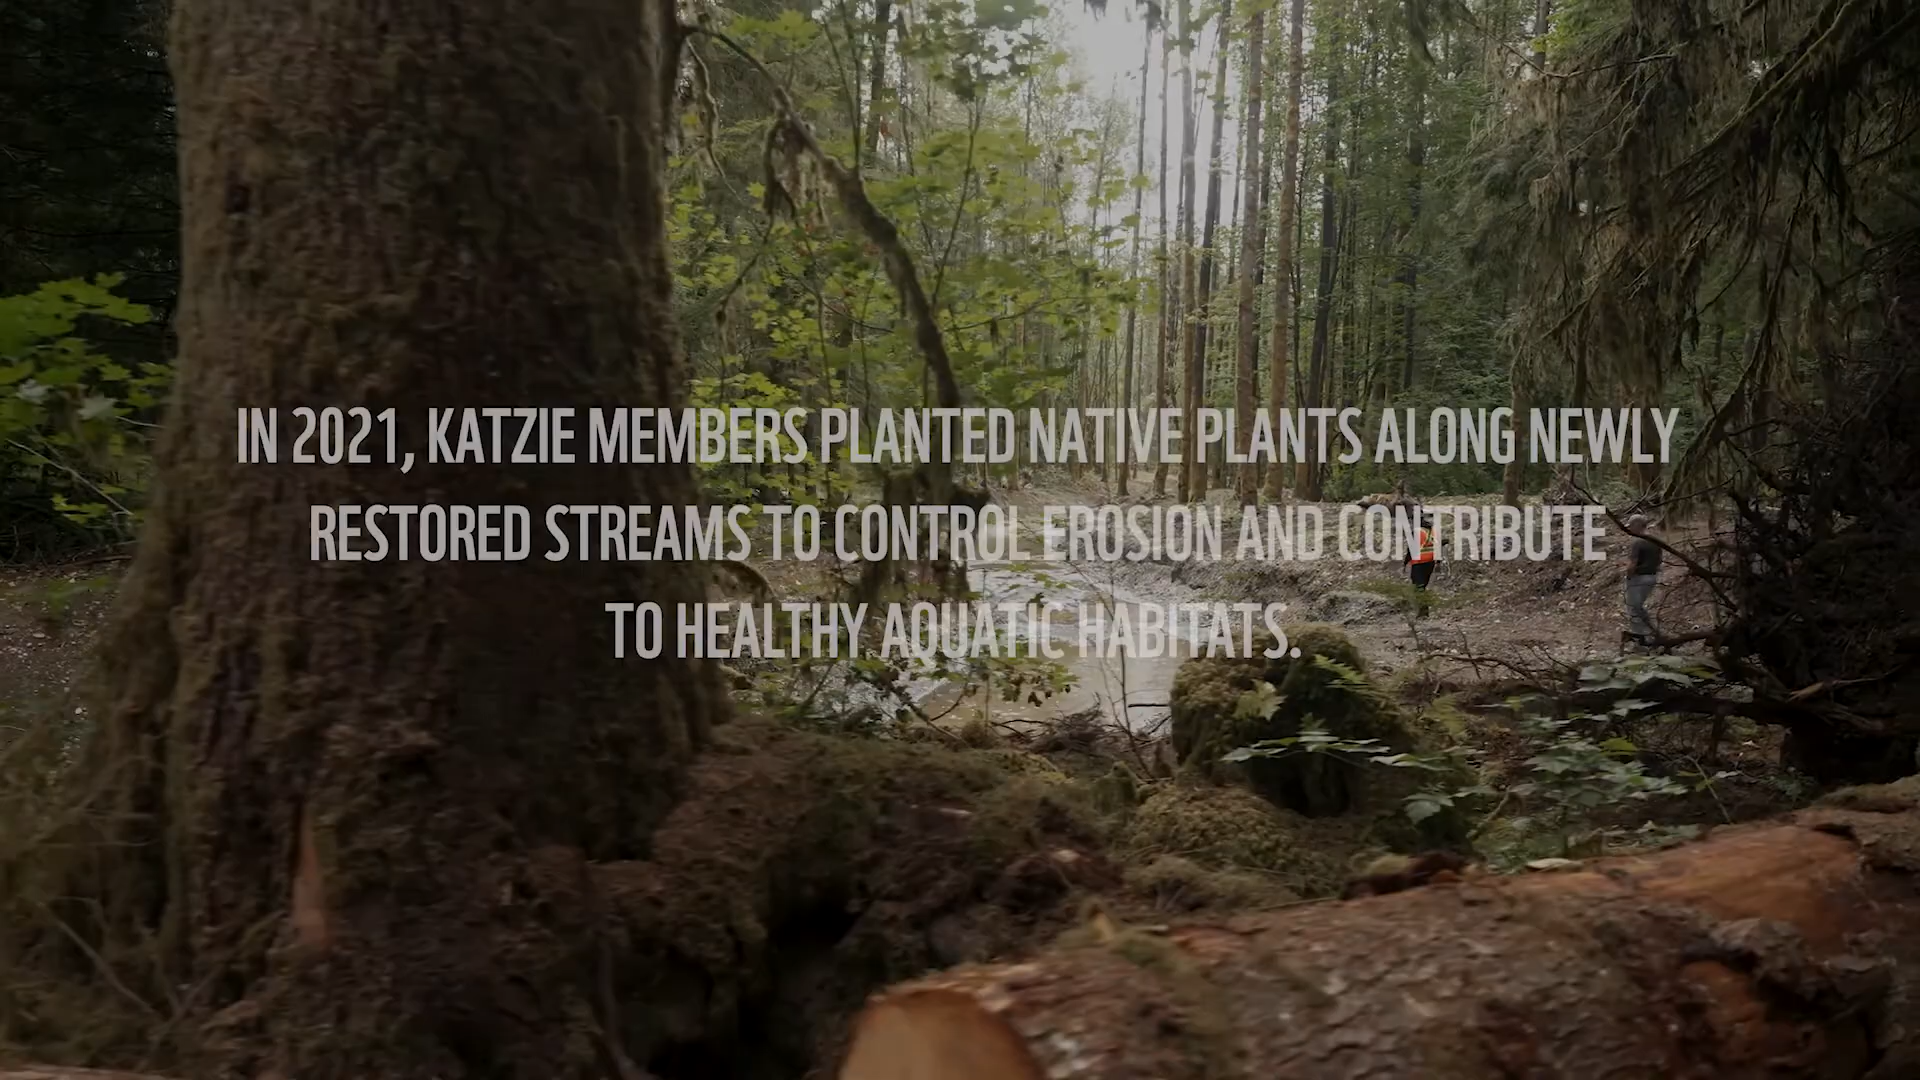 IN 2021, KATZIE MEMBERS PLANTED NATIVE PLANTS ALONG NEWLY
RESTORED STREAMS TO CONTROL EROSION AND CONTRIBUTE
TO HEALTHY AQUATIC HABITATS.